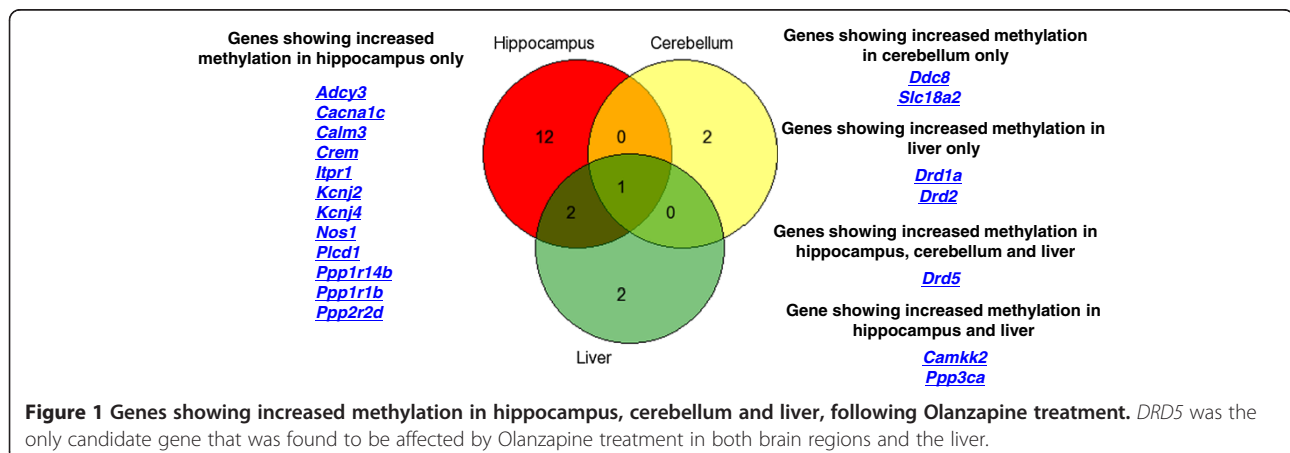 Genes showing increased
methylation in hippocampus only
Adcy3
Cacna1c
Calm3
Crem
Itpr1
Kcnj2
Kcnj4
Nos1
Plcd1
Ppp1r14b
Ppp1r1b
Ppp2r2d
Hippocampus
Cerebellum
12
0
2
1
2
0
2
Liver
Genes showing increased methylation
in cerebellum only
Ddc8
Slc18a2
Genes showing increased methylation in
liver only
Drd1a
Drd2
Genes showing increased methylation in
hippocampus, cerebellum and liver
Drd5
Gene showing increased methylation in
hippocampus and liver
Camkk2
Ppp3ca
Figure 1 Genes showing increased methylation in hippocampus, cerebellum and liver, following Olanzapine treatment. DRD5 was the
only candidate gene that was found to be affected by Olanzapine treatment in both brain regions and the liver.